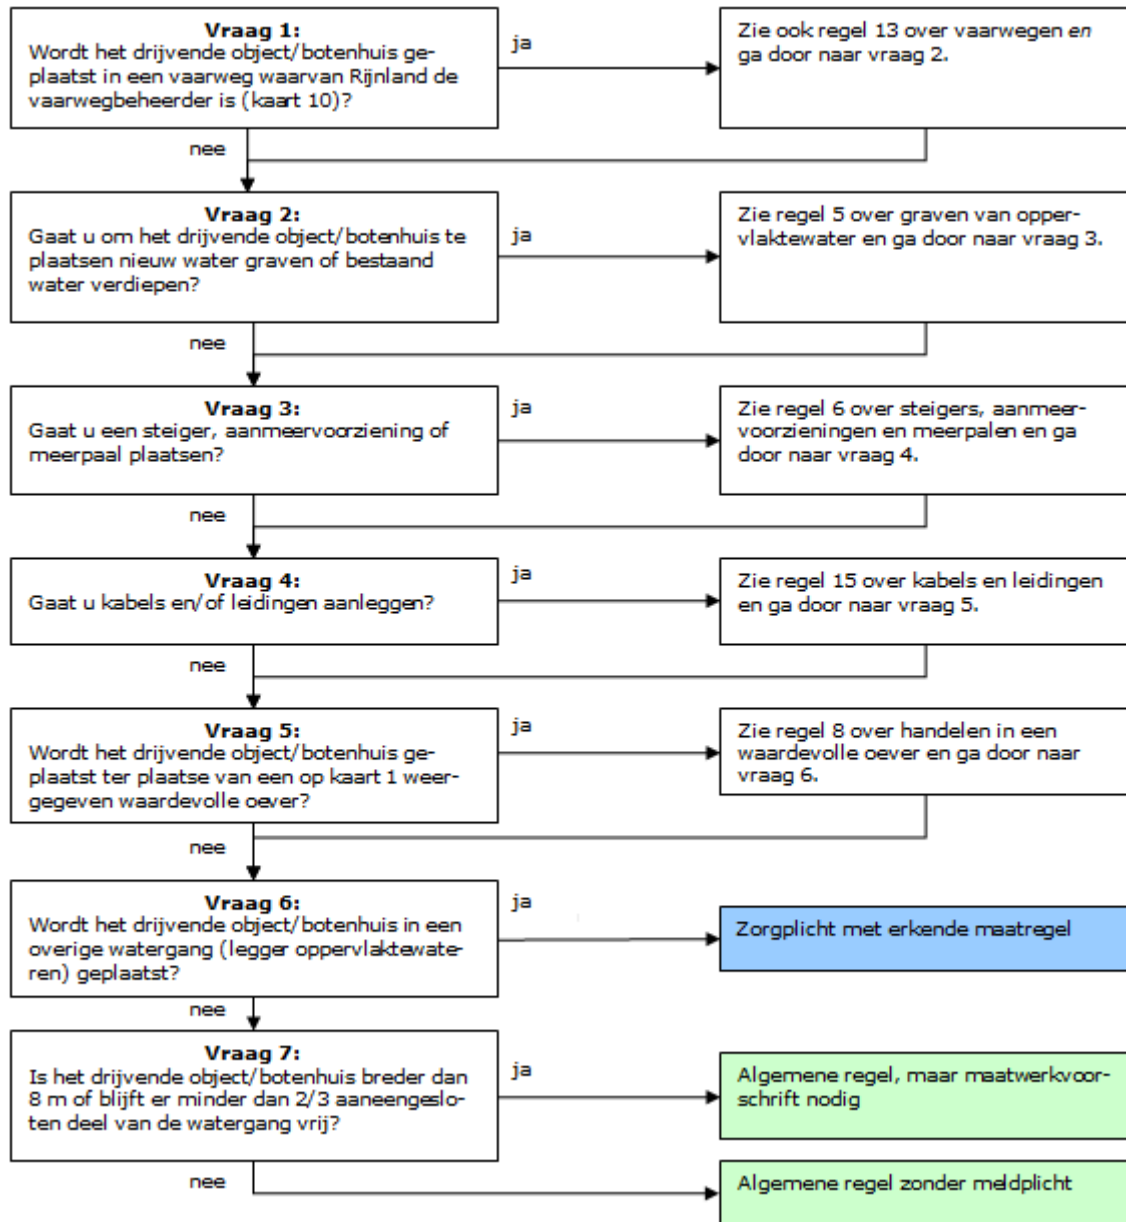 Vraag 1:
Wordt het drijvende object/botenhuis ge-
plaatst in een vaarweg waarvan Rijnland de
vaarwegbeheerder is (kaart 10)?
ja
Zie ook regel 13 over vaarwegen en
ga door naar vraag 2.
nee
Vraag 2:
Gaat u om het drijvende object/botenhuis te
plaatsen nieuw water graven of bestaand
water verdiepen?
ja
Zie regel 5 over graven van opper-
vlaktewater en ga door naar vraag 3.
nee
Vraag 3:
Gaat u een steiger, aanmeervoorziening of
meerpaal plaatsen?
ja
Zie regel 6 over steigers, aanmeer-
voorzieningen en meerpalen en ga
door naar vraag 4.
nee
Vraag 4:
Gaat u kabels en/of leidingen aanleggen?
ja
Zie regel 15 over kabels en leidingen
en ga door naar vraag 5.
nee
Vraag 5:
Wordt het drijvende object/botenhuis ge-
plaatst ter plaatse van een op kaart 1 weer-
gegeven waardevolle oever?
ja
Zie regel 8 over handelen in een
waardevolle oever en ga door naar
vraag 6.
nee
Vraag 6:
Wordt het drijvende object/botenhuis in een
overige watergang (legger oppervlaktewate-
ren) geplaatst?
ja
Zorgplicht met erkende maatregel
nee
Vraag 7:
Is het drijvende object/botenhuis breder dan
8 m of blijft er minder dan 2/3 aaneengeslo-
ten deel van de watergang vrij?
ja
Algemene regel, maar maatwerkvoor-
schrift nodig
nee
Algemene regel zonder meldplicht